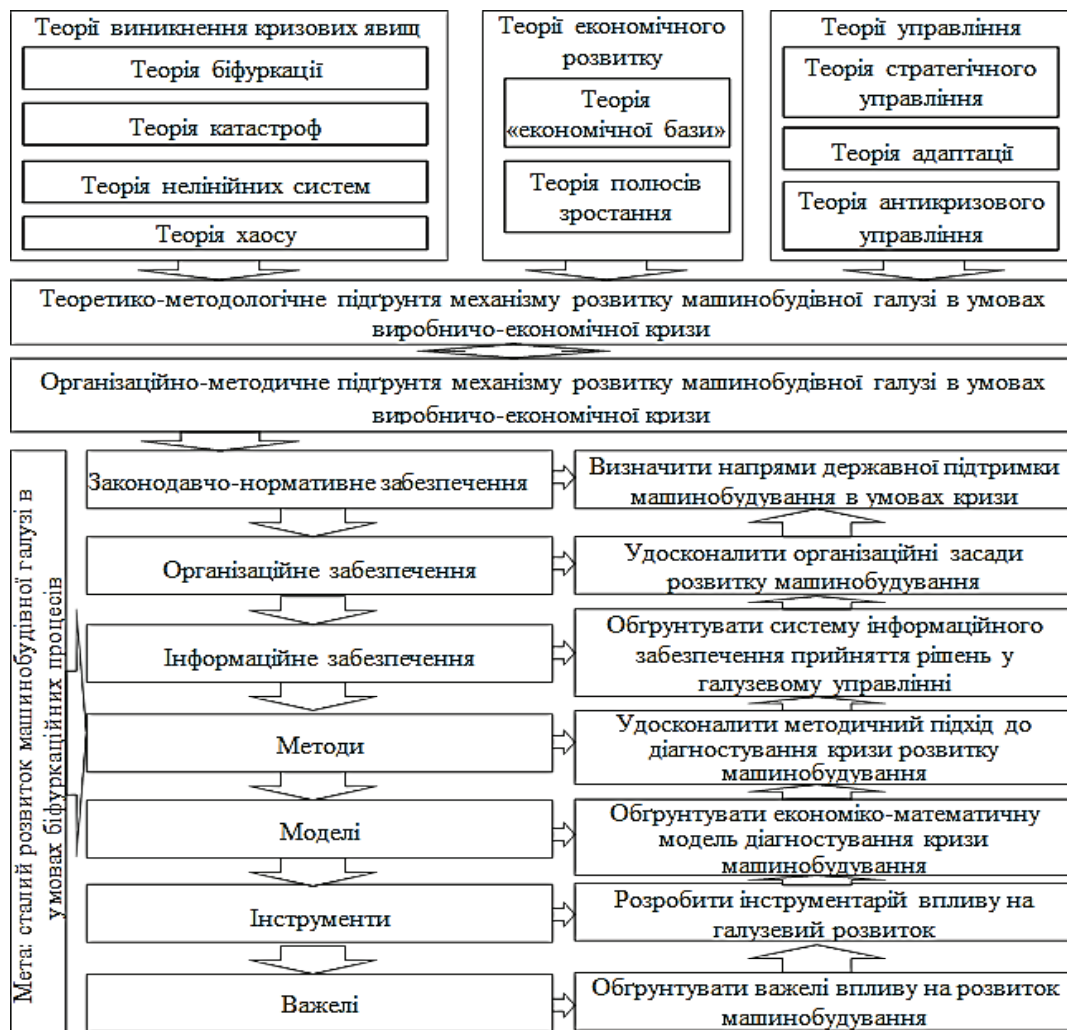 Теорії виникнення кризових явищ
Теорія біфуркації
Теорія катастроф
Теорія нелінійних систем
Теорія хаосу
Теорії економічного
розвитку
Теорія
«економічної бази»
Теорія полюсів
зростання
Теорії управління
Теорія стратегічного
управління
Теорія адаптації
Теорія антикризового
управління
Теоретико-методологічне підґрунтя механізму розвитку машинобудівної галузі в умовах
виробничо-економічної кризи
Організаційно-методичне підґрунтя механізму розвитку машинобудівної галузі в умовах
виробничо-економічної кризи
Мета: сталий розвиток машинобудівної галузі в
умовах біфуркаційних процесів
Законодавчо-нормативне забезпечення
Визначити напрями державної підтримки
машинобудування в умовах кризи
Організаційне забезпечення
Удосконалити організаційні засади
розвитку машинобудування
Інформаційне забезпечення
Обґрунтувати систему інформаційного
забезпечення прийняття рішень у
галузевому управлінні
Методи
Удосконалити методичний підхід до
діагностування кризи розвитку
машинобудування
Моделі
Обґрунтувати економіко-математичну
модель діагностування кризи
машинобудування
Інструменти
Розробити інструментарій впливу на
галузевий розвиток
Важелі
Обґрунтувати важелі впливу на розвиток
машинобудування